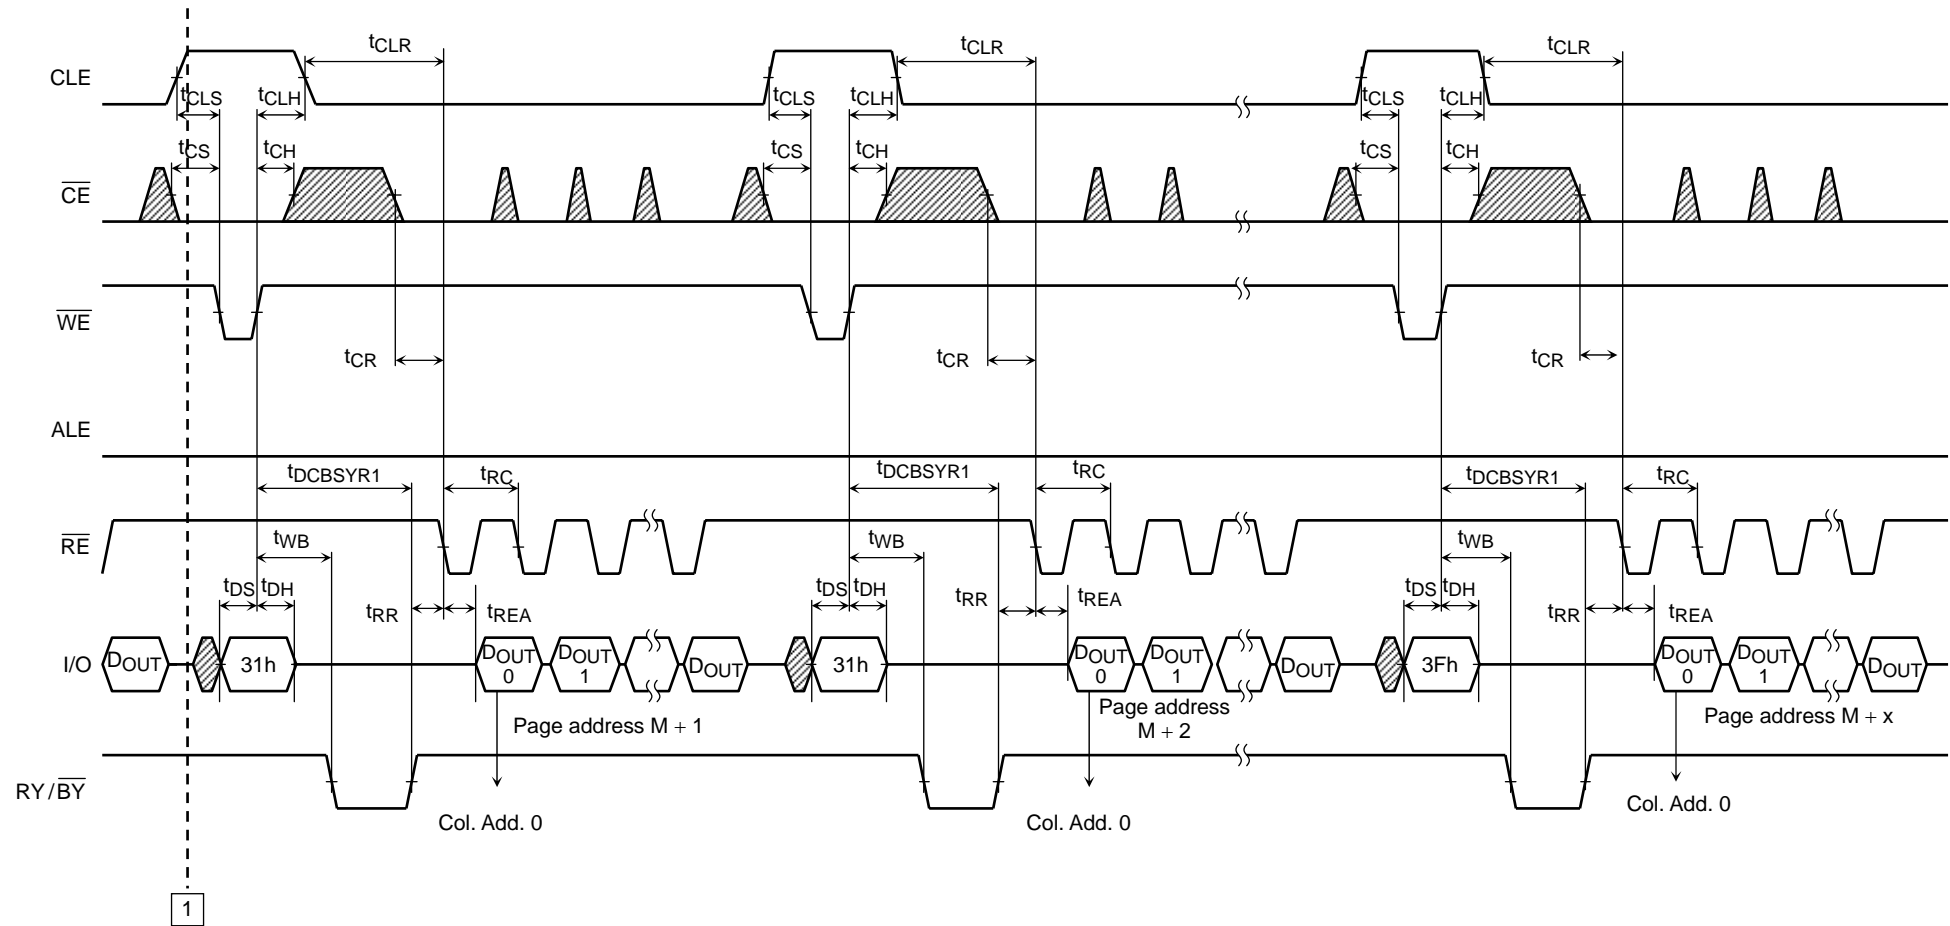 tCLR tCLR tCLR
CLE
tCLS tCLH tCLS tCLH tCLS tCLH
tCS tCH tCS tCH tCS tCH
CE
WE
tCR tCR tCR
ALE
tDCBSYR1 tRC tDCBSYR1 tRC tDCBSYR1 tRC
RE tWB tWB tWB
tDS tDH tDS tDH tDS tDH
tRR tREA tRR tREA tRR tREA
I/O DOUT 31h DOUT 0 DOUT 1 DOUT 31h DOUT 0 DOUT 1 DOUT 3Fh DOUT 0 DOUT 1 DOUT
Page address M + 1
Page address
M + 2
Page address M + x
RY/BY
Col. Add. 0 Col. Add. 0 Col. Add. 0
1